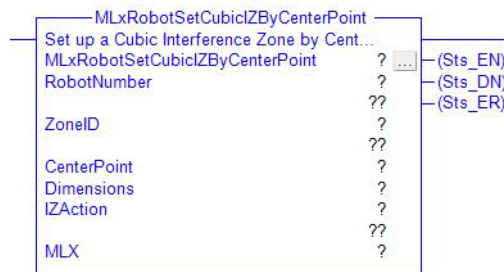 MLxRobotSetCubicIZByCenterPoint
Set up a Cubic Interference Zone by Cent...
MLxRobotSetCubicIZByCenterPoint ? ... (Sts_EN)
RobotNumber ? (Sts_DN)
?? (Sts_ER)
ZoneID ?
??
CenterPoint ?
Dimensions ?
IZAction ?
??
MLX ?